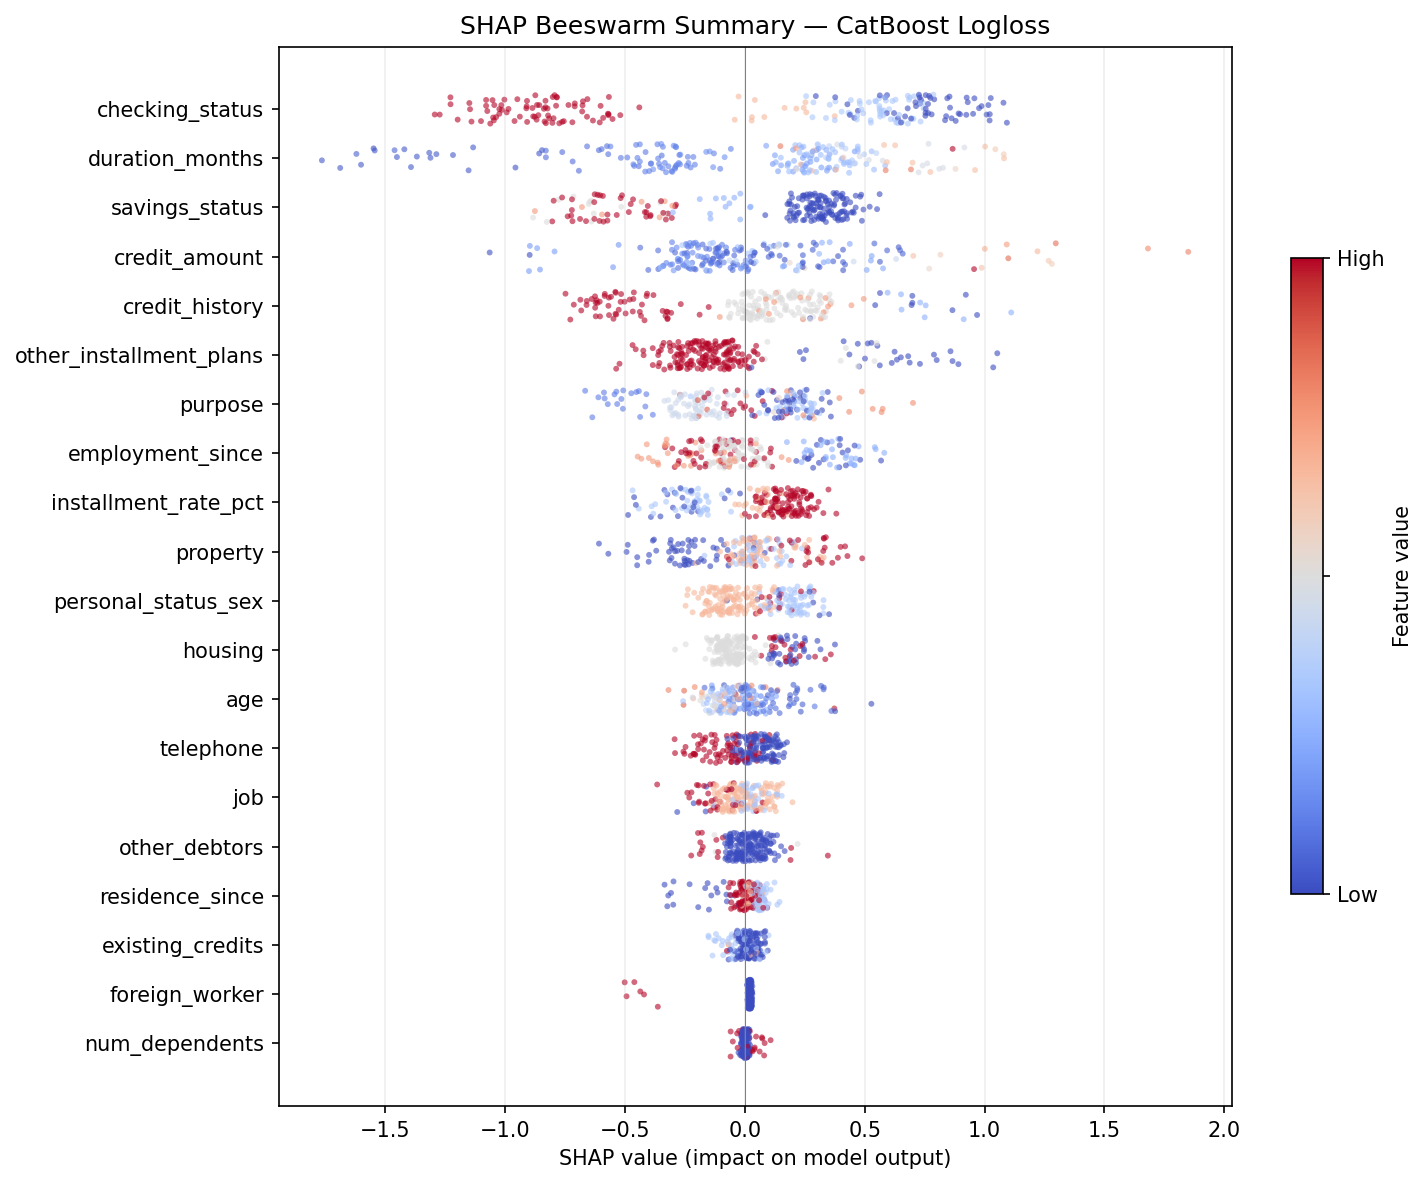 SHAP Beeswarm Summary — CatBoost Logloss
checking_status
duration_months
savings_status
credit_amount
credit_history
other_installment_plans
purpose
employment_since
installment_rate_pct
property
personal_status_sex
housing
age
telephone
job
other_debtors
residence_since
existing_credits
foreign_worker
num_dependents
−1.5 −1.0 −0.5 0.0 0.5 1.0 1.5 2.0
SHAP value (impact on model output)
High
Low
Feature value